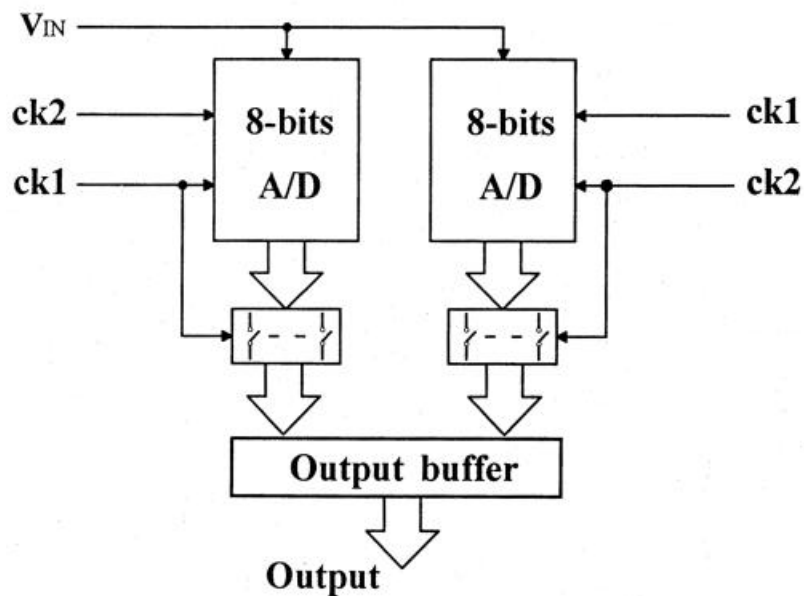 VIN
ck2
ck1
8-bits
A/D
8-bits
A/D
ck1
ck2
Output buffer
Output